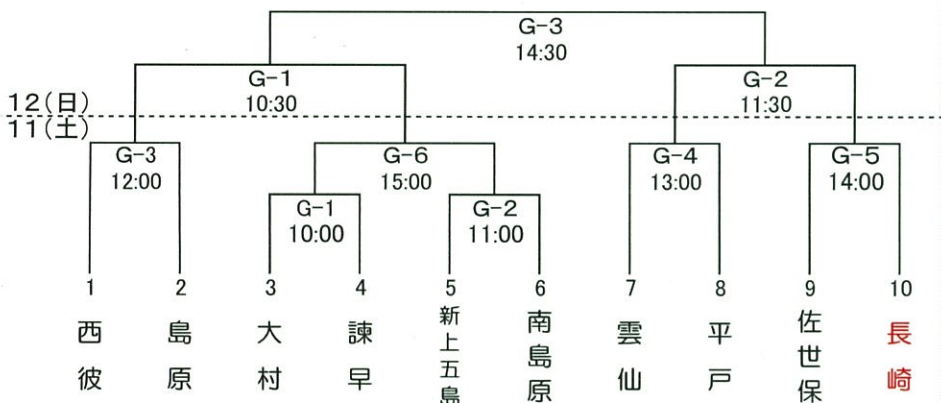 G-3
14:30
G-1
10:30
G-2
11:30
12(日)
11(土)
G-3
12:00
G-6
15:00
G-4
13:00
G-5
14:00
G-1
10:00
G-2
11:00
1 2 3 4 5 6 7 8 9 10
西彼
島原
大村
諫早
新上五島
南島原
雲仙
平戸
佐世保
長崎